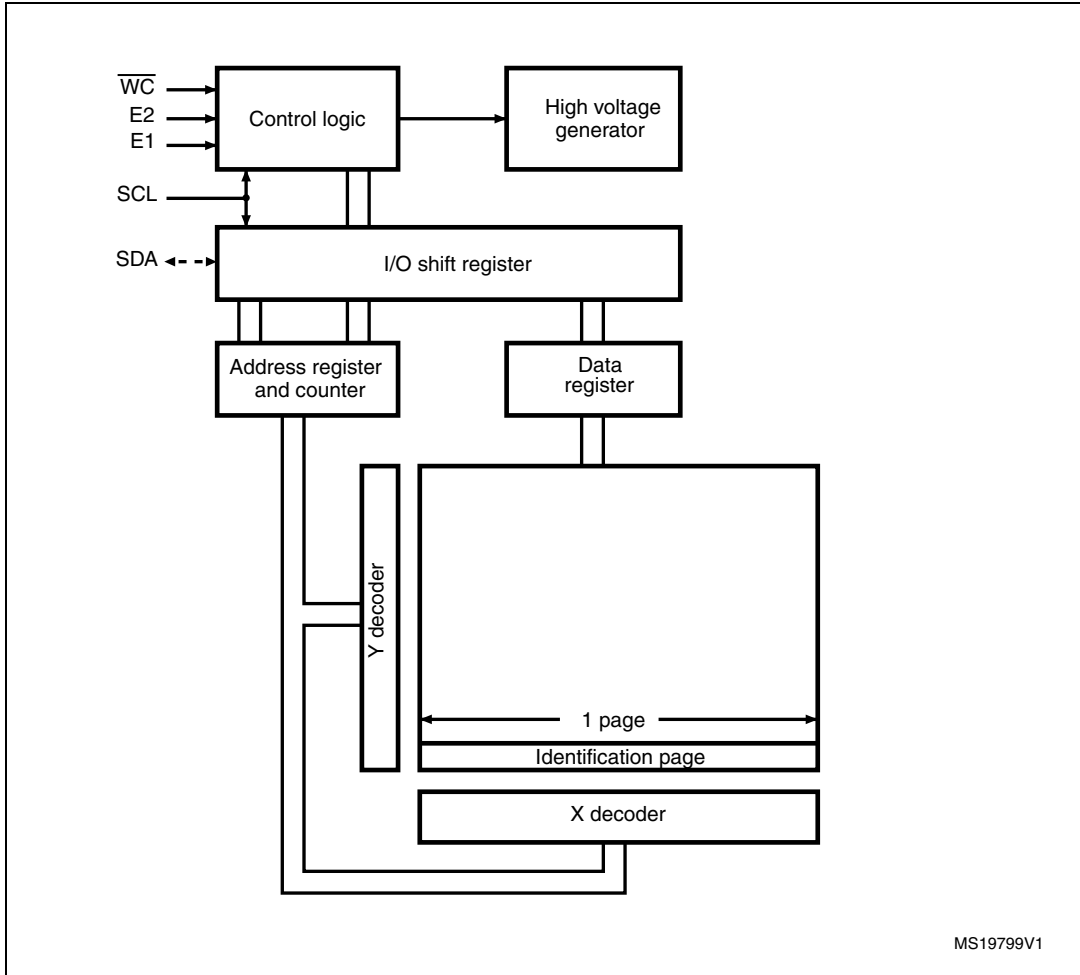 W̅C̅
E2
E1
SCL
SDA
Control logic
High voltage
generator
I/O shift register
Address register
and counter
Data
register
Y decoder
1 page
Identification page
X decoder
MS19799V1